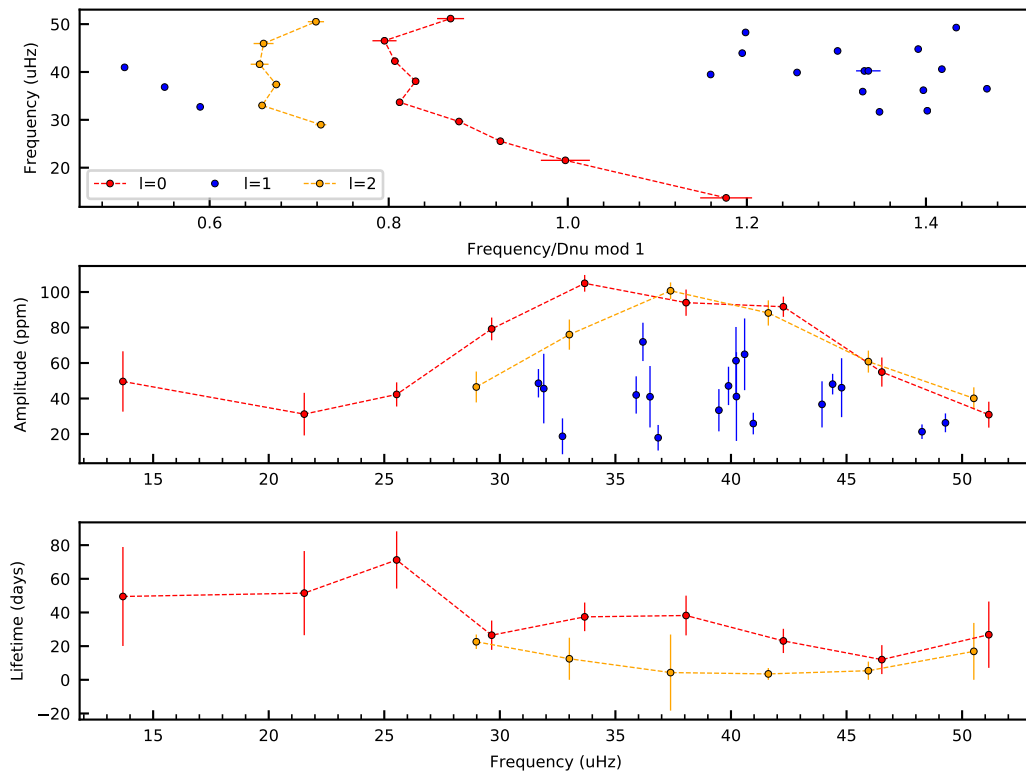 50
40
30
20
Frequency (uHz)
l=0 l=1 l=2
0.6 0.8 1.0 1.2 1.4
Frequency/Dnu mod 1
100
80
60
40
20
Amplitude (ppm)
15 20 25 30 35 40 45 50
80
60
40
20
0
−20
Lifetime (days)
15 20 25 30 35 40 45 50
Frequency (uHz)